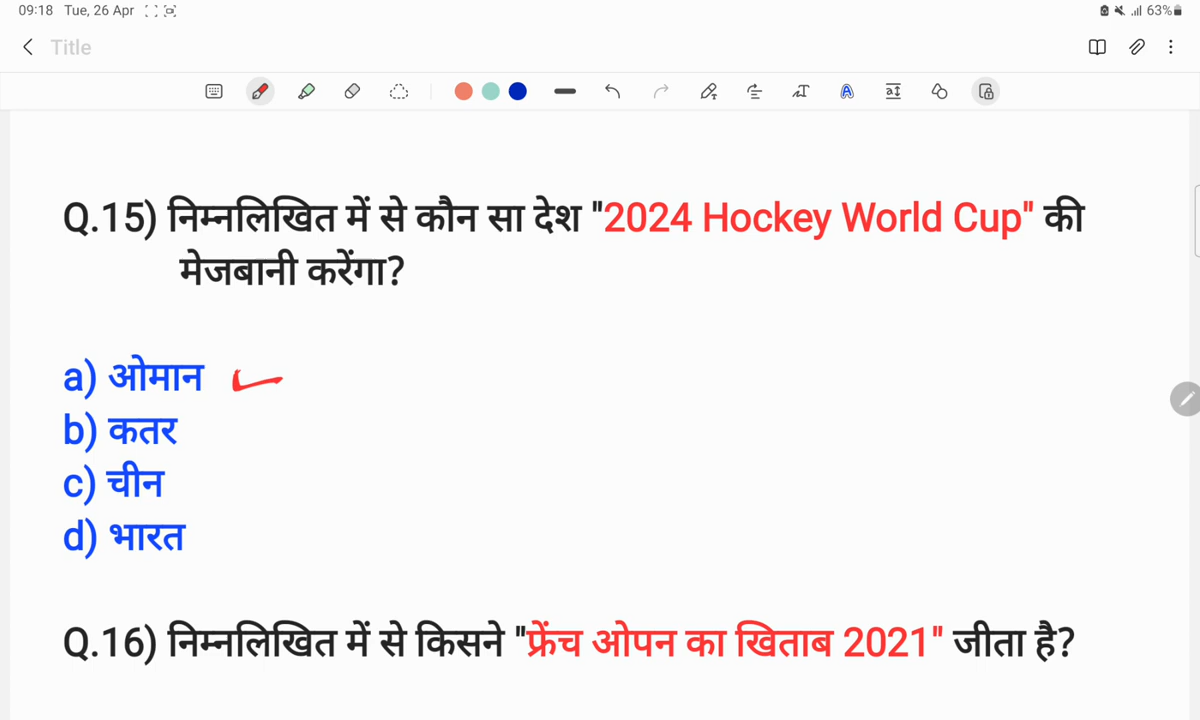 09:18 Tue, 26 Apr 63%
Title
Q.15) निम्नलिखित में से कौन सा देश "2024 Hockey World Cup" की
मेजबानी करेंगा?
a) ओमान
b) कतर
c) चीन
d) भारत
Q.16) निम्नलिखित में से किसने "फ्रेंच ओपन का खिताब 2021" जीता है?